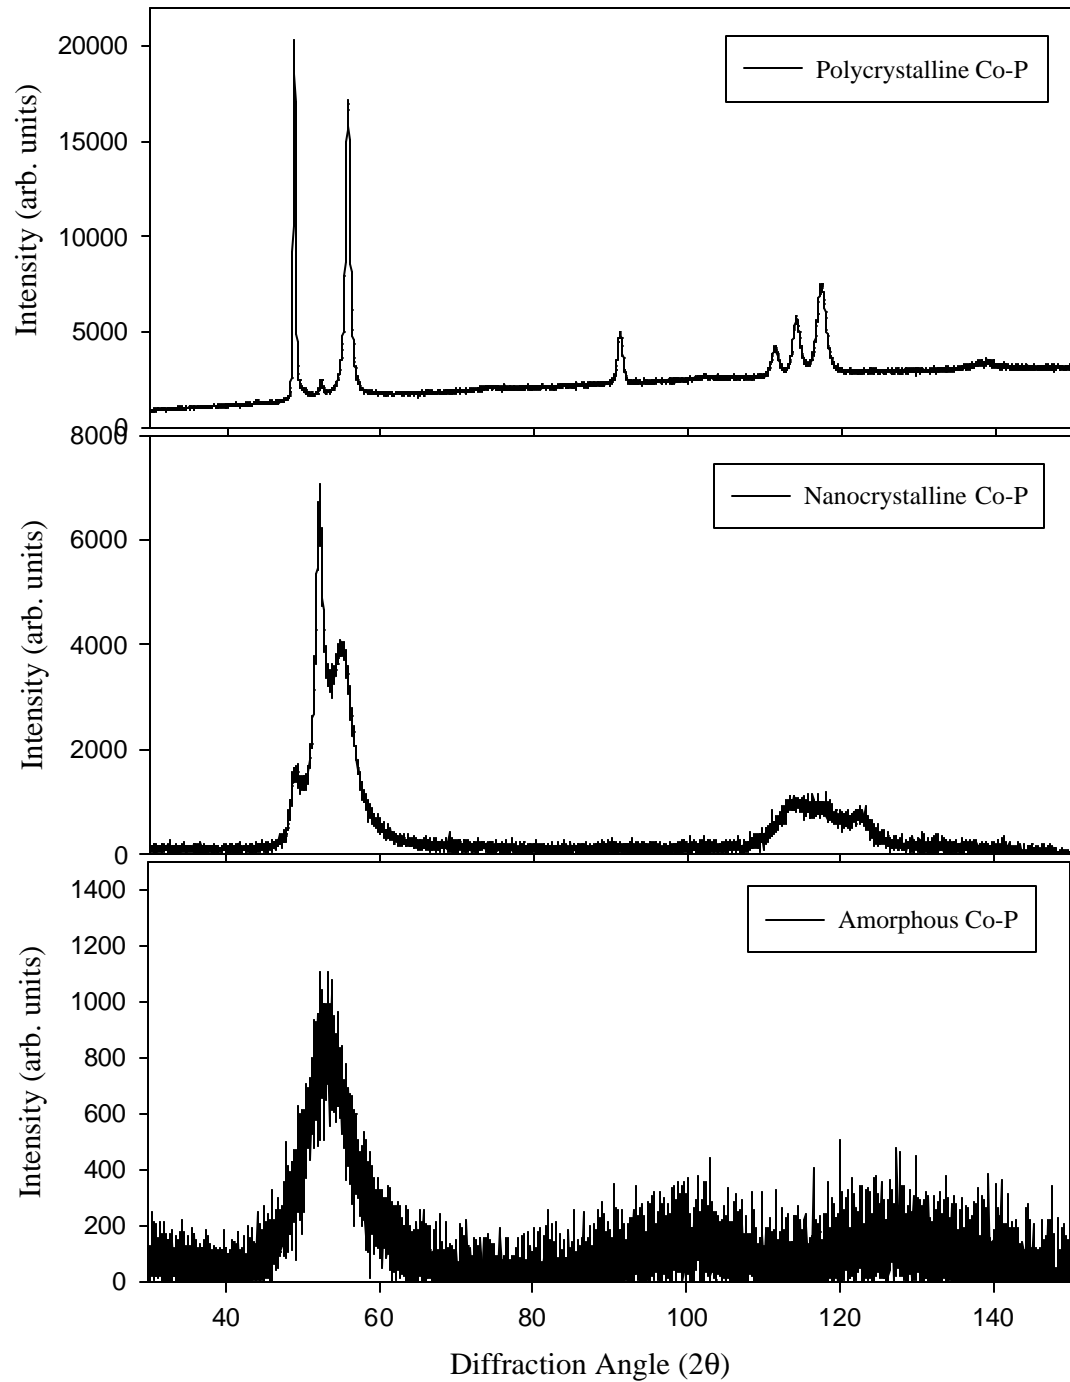 Intensity (arb. units)
20000
15000
10000
5000
0
Polycrystalline Co-P
Intensity (arb. units)
8000
6000
4000
2000
0
Nanocrystalline Co-P
Intensity (arb. units)
1400
1200
1000
800
600
400
200
0
Amorphous Co-P
40 60 80 100 120 140
Diffraction Angle (2θ)